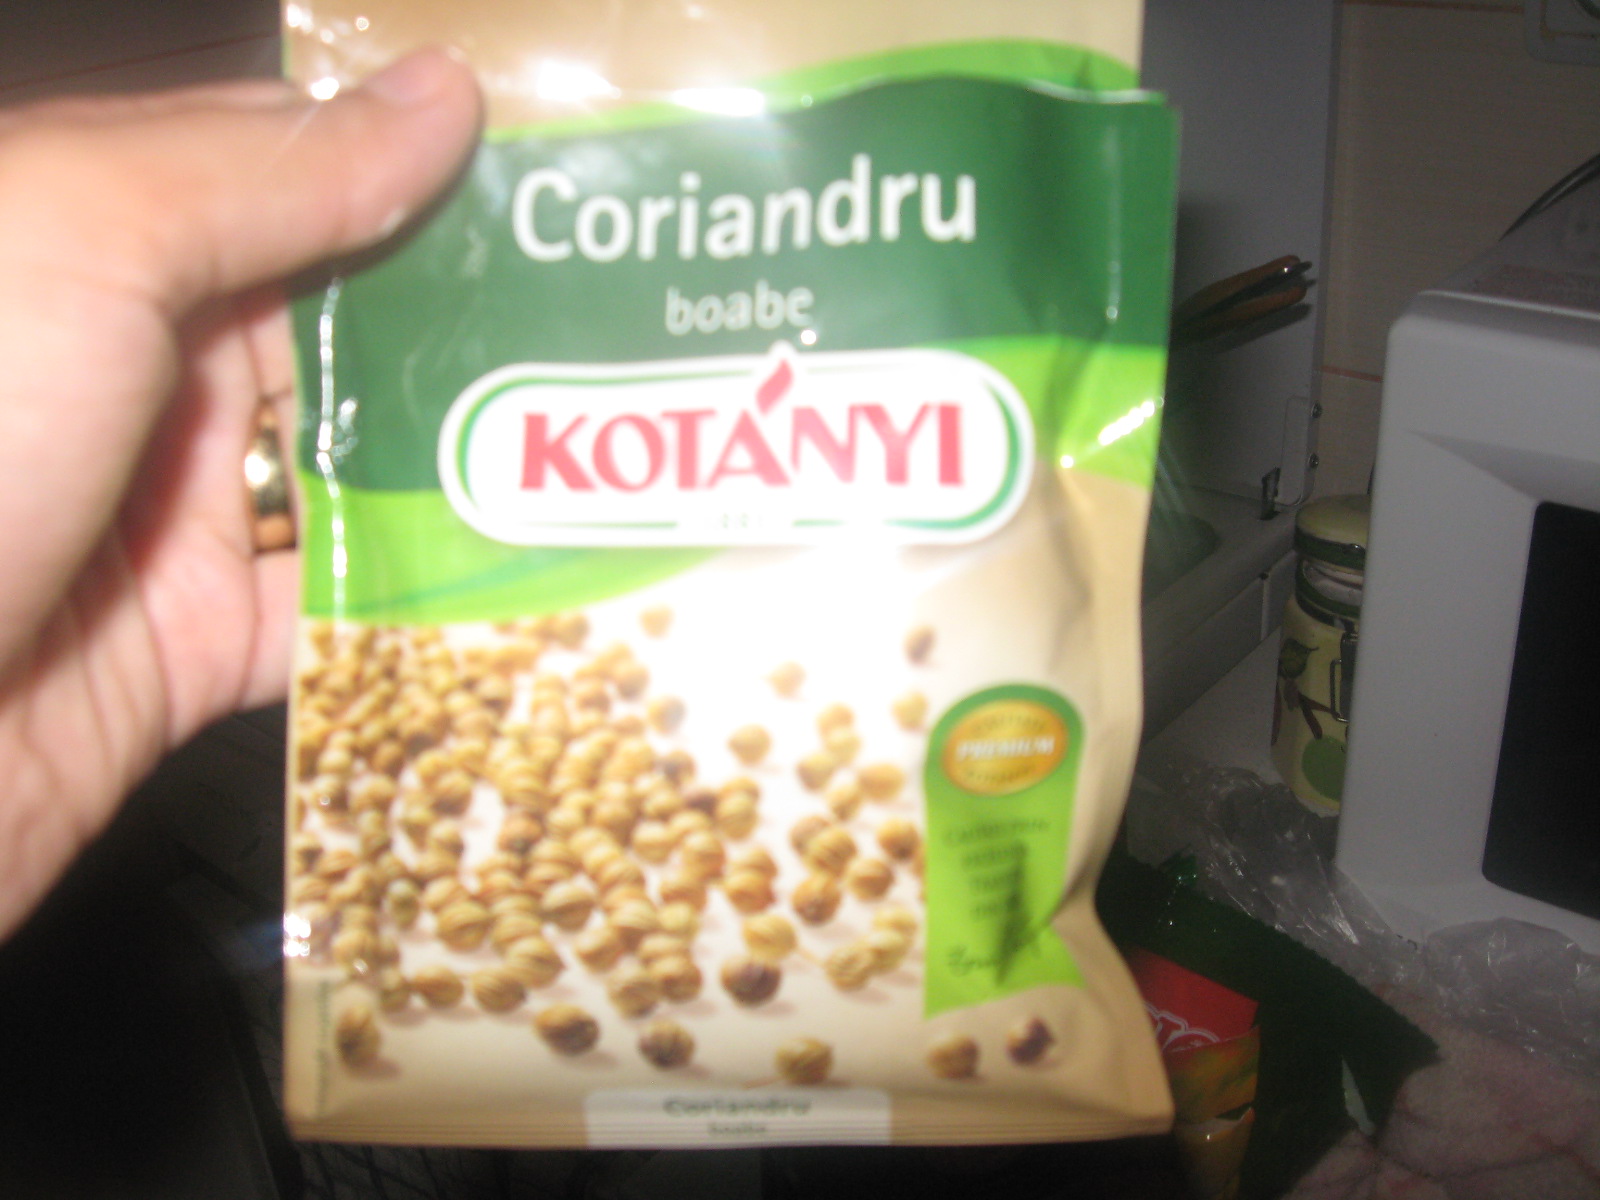 Coriandru
boabe
KOTÁNYI
PREMIUM
Coriandru
boabe